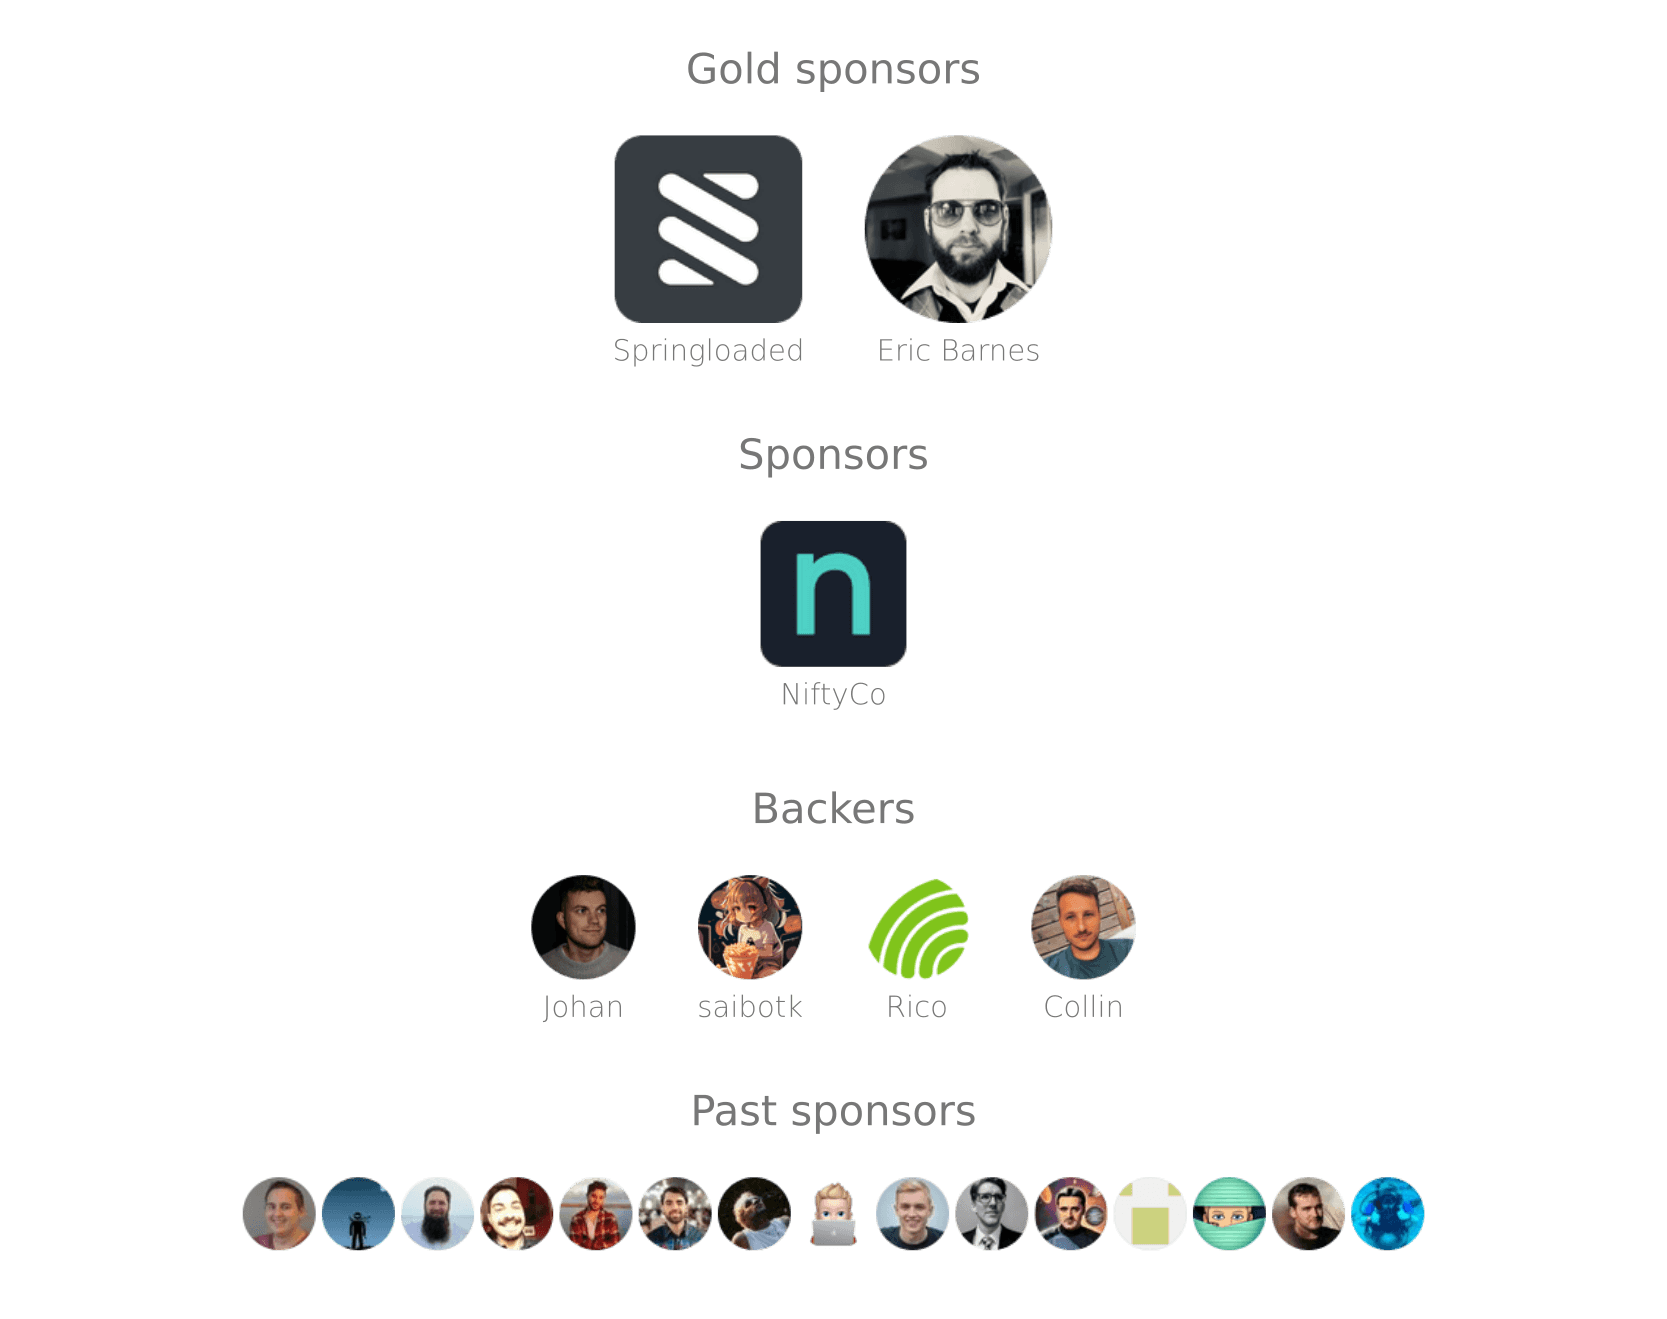 Gold sponsors
Springloaded
Eric Barnes
Sponsors
n
NiftyCo
Backers
Johan
saibotk
Rico
Collin
Past sponsors